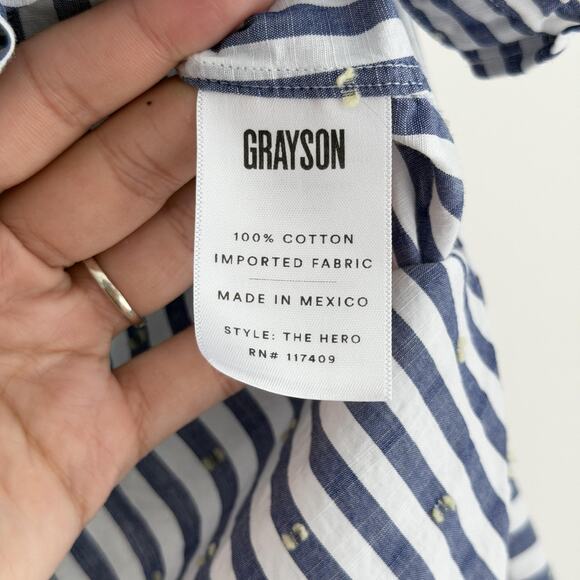 GRAYSON
100% COTTON
IMPORTED FABRIC
MADE IN MEXICO
STYLE: THE HERO
RN# 117409